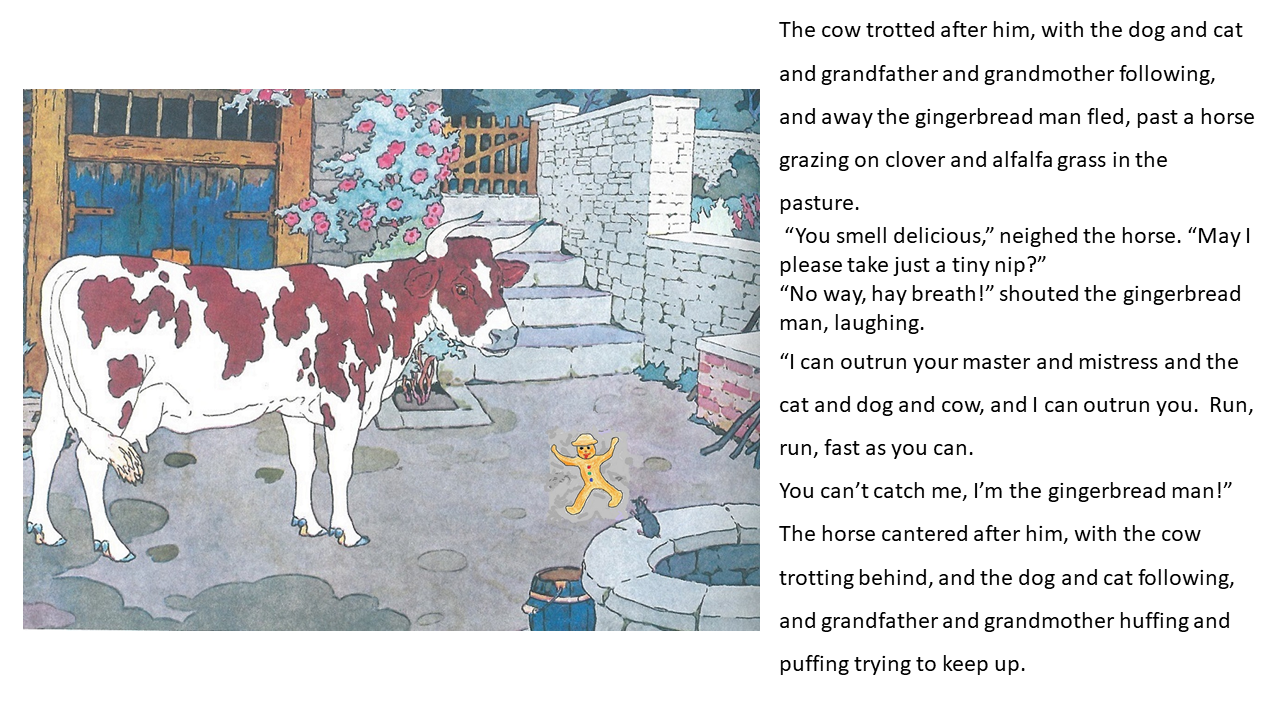 The cow trotted after him, with the dog and cat
and grandfather and grandmother following,
and away the gingerbread man fled, past a horse
grazing on clover and alfalfa grass in the
pasture.
“You smell delicious,” neighed the horse. “May I
please take just a tiny nip?”
“No way, hay breath!” shouted the gingerbread
man, laughing.
“I can outrun your master and mistress and the
cat and dog and cow, and I can outrun you.  Run,
run, fast as you can.
You can’t catch me, I’m the gingerbread man!”
The horse cantered after him, with the cow
trotting behind, and the dog and cat following,
and grandfather and grandmother huffing and
puffing trying to keep up.